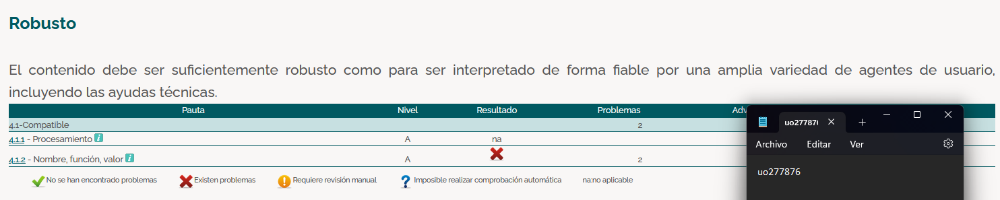 Robusto
El contenido debe ser suficientemente robusto como para ser interpretado de forma fiable por una amplia variedad de agentes de usuario,
incluyendo las ayudas técnicas.
Pauta Nivel Resultado Problemas Adv
4.1-Compatible 2
4.1.1 - Procesamiento i A na
4.1.2 - Nombre, función, valor i A 2
No se han encontrado problemas Existen problemas Requiere revisión manual Imposible realizar comprobación automática na:no aplicable
uo277876
Archivo Editar Ver
uo277876